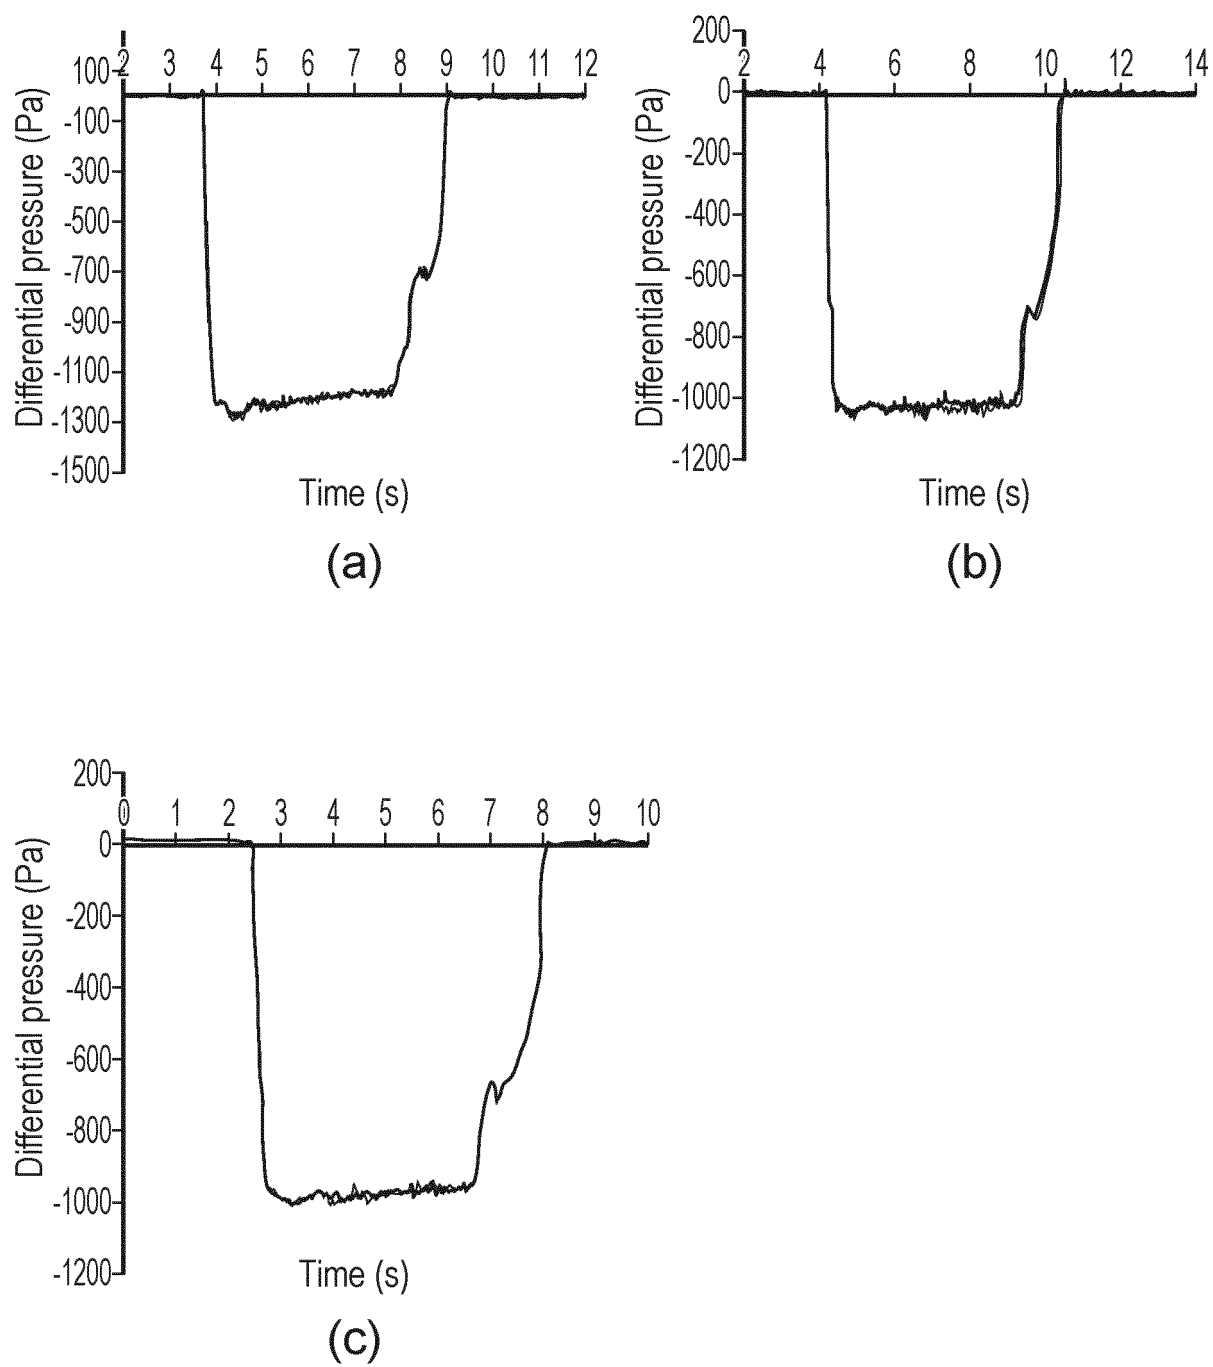 2 3 4 5 6 7 8 9 10 11 12
100
-100
-300
-500
-700
-900
-1100
-1300
-1500
Differential pressure (Pa)
Time (s)
(a)
200
2 4 6 8 10 12 14
0
-200
-400
-600
-800
-1000
-1200
Differential pressure (Pa)
Time (s)
(b)
200
0 1 2 3 4 5 6 7 8 9 10
0
-200
-400
-600
-800
-1000
-1200
Differential pressure (Pa)
Time (s)
(c)